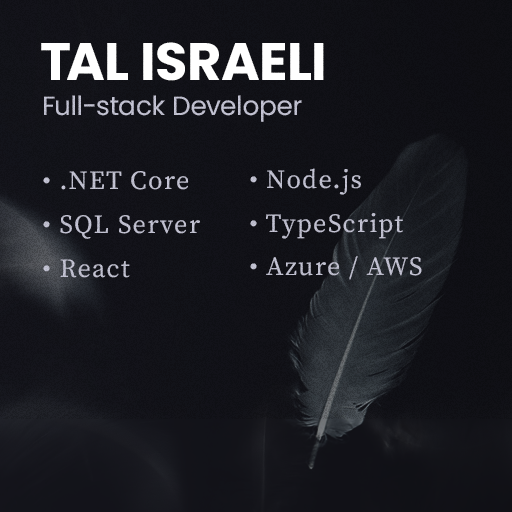 TAL ISRAELI
Full-stack Developer
• .NET Core
• SQL Server
• React
• Node.js
• TypeScript
• Azure / AWS